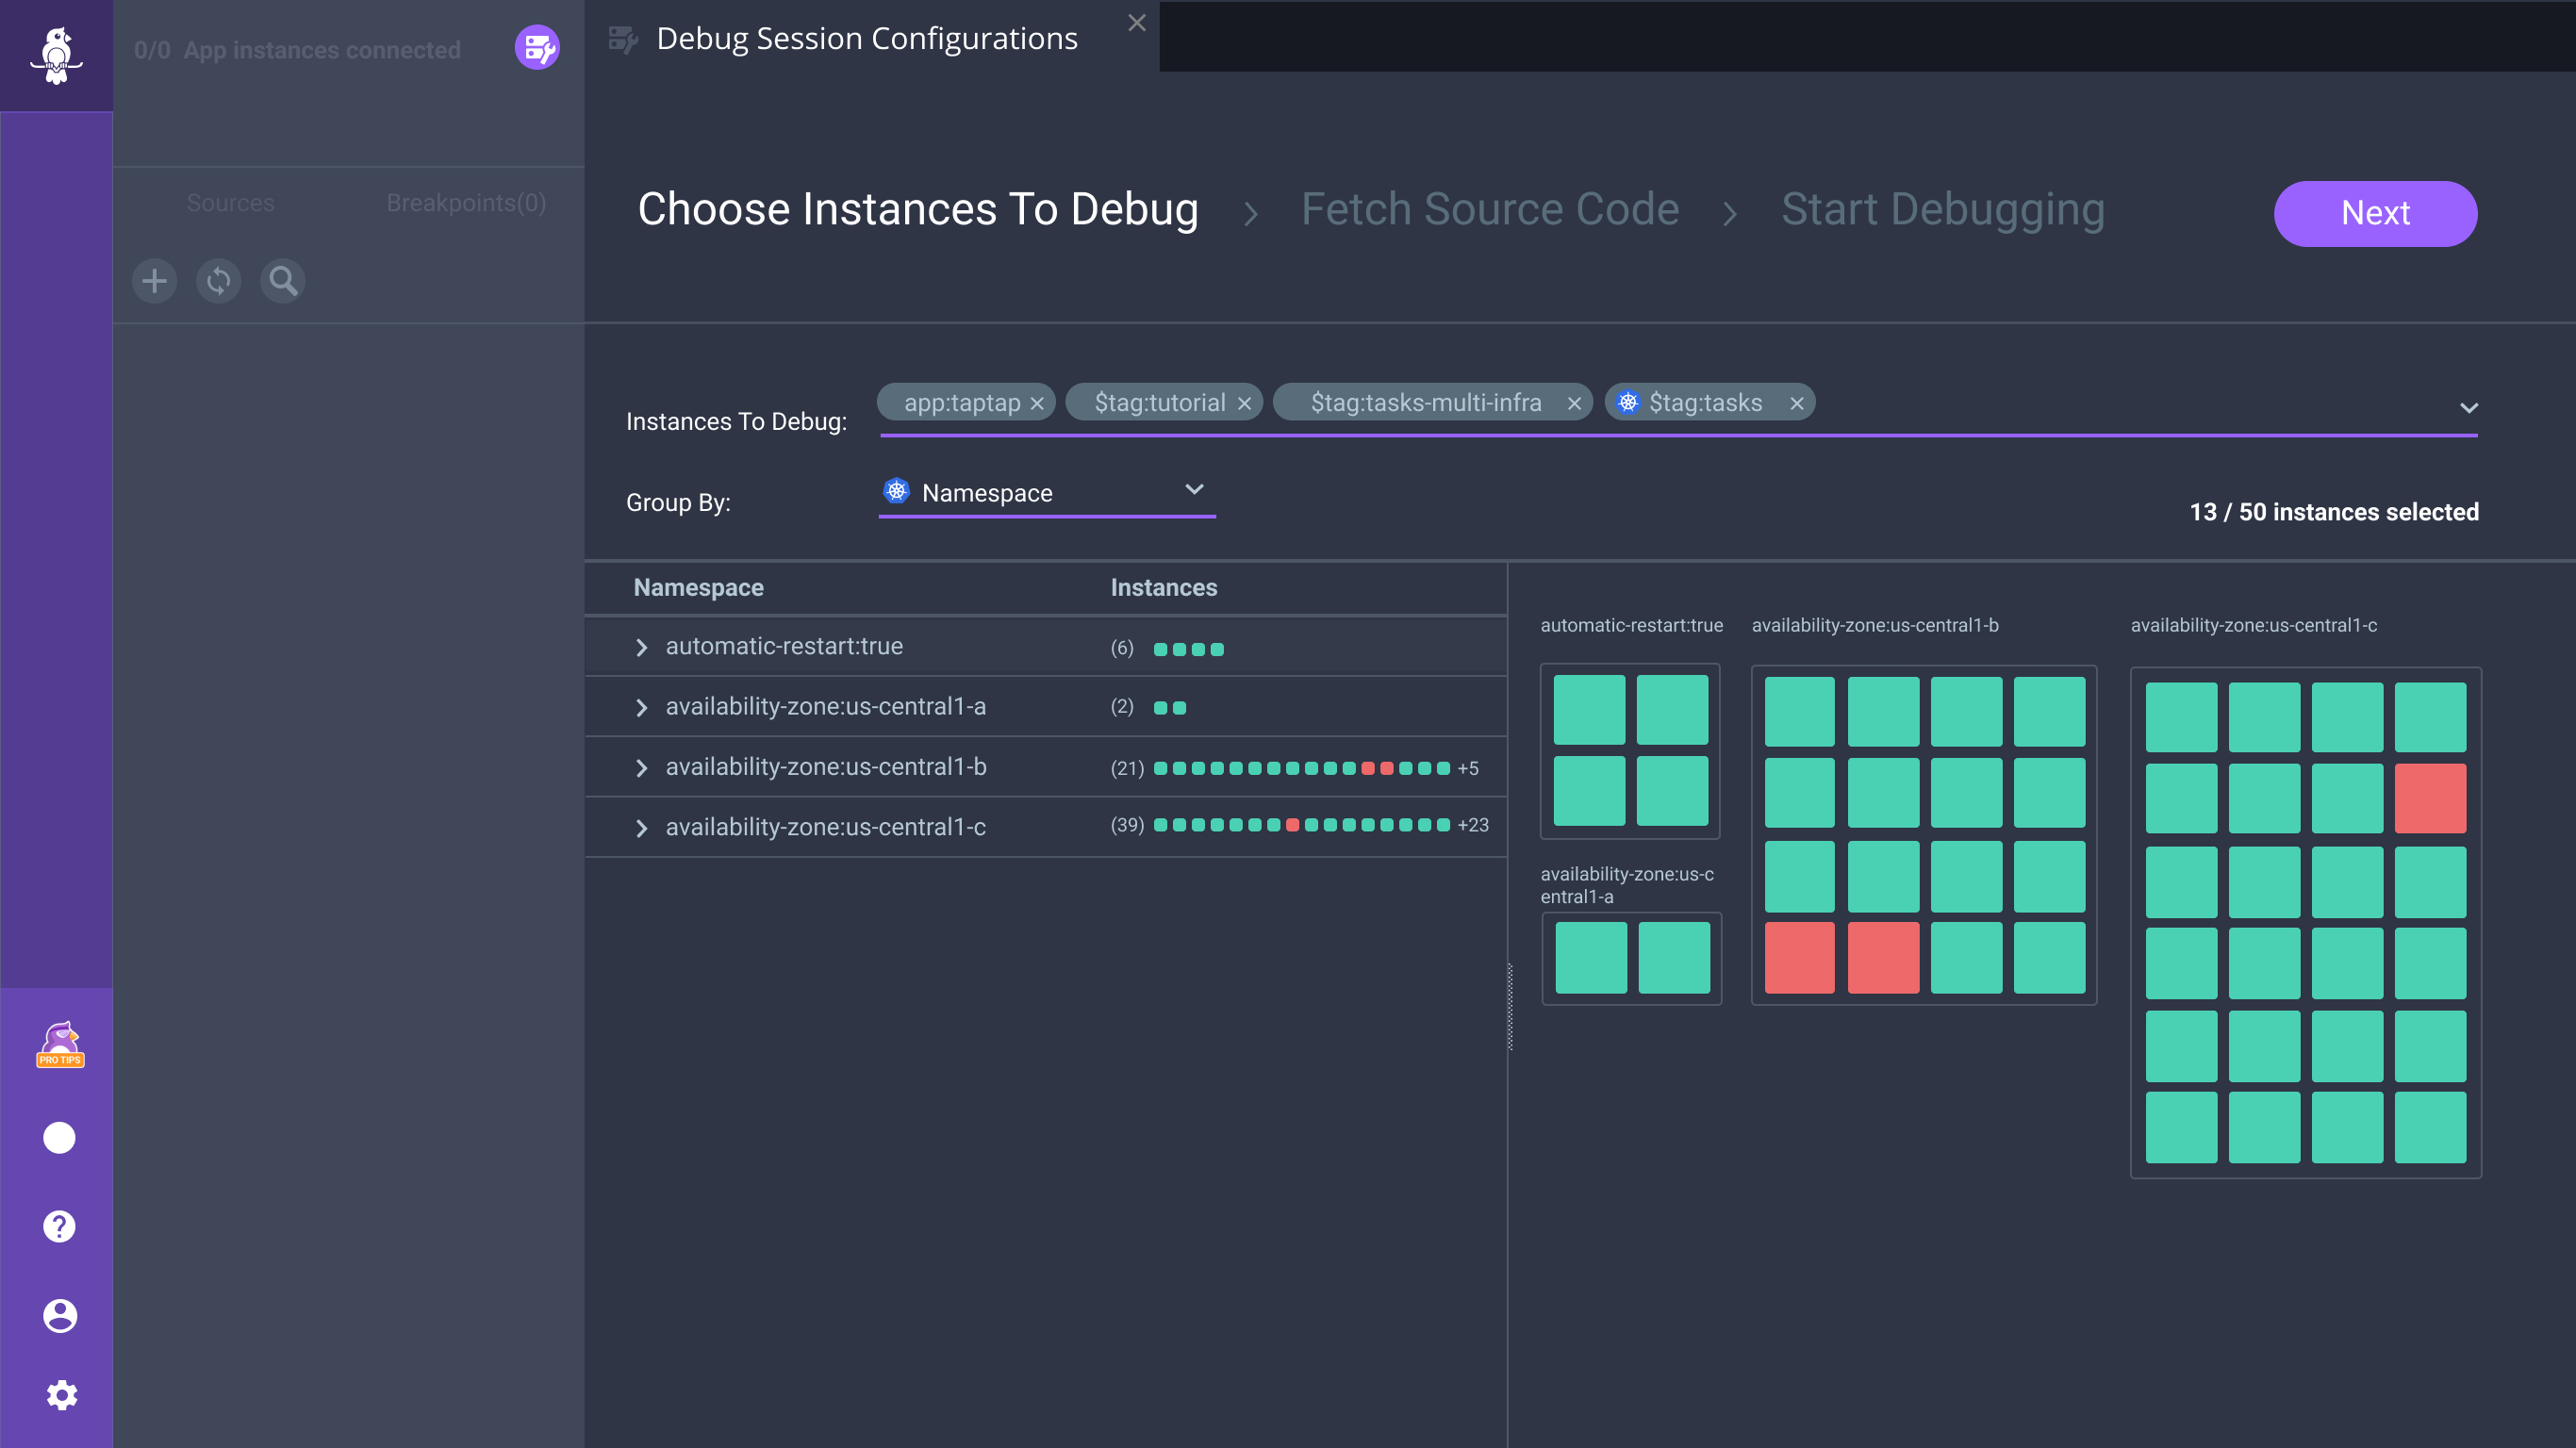 0/0 App instances connected
Debug Session Configurations
Sources
Breakpoints(0)
Choose Instances To Debug
Fetch Source Code
Start Debugging
Next
Instances To Debug:
app:taptap
$tag:tutorial
$tag:tasks-multi-infra
$tag:tasks
Group By:
Namespace
13 / 50 instances selected
Namespace
Instances
automatic-restart:true
(6)
availability-zone:us-central1-a
(2)
availability-zone:us-central1-b
(21)
+5
availability-zone:us-central1-c
(39)
+23
automatic-restart:true
availability-zone:us-central1-b
availability-zone:us-central1-c
availability-zone:us-c
entral1-a
PRO TIPS